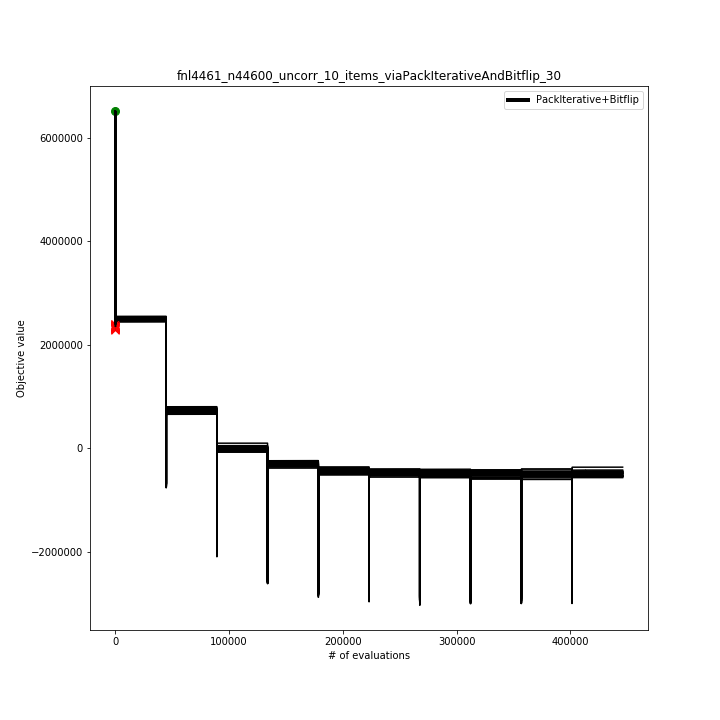 fnl4461_n44600_uncorr_10_items_viaPackIterativeAndBitflip_30
PackIterative+Bitflip
6000000
4000000
2000000
0
−2000000
Objective value
0 100000 200000 300000 400000
# of evaluations